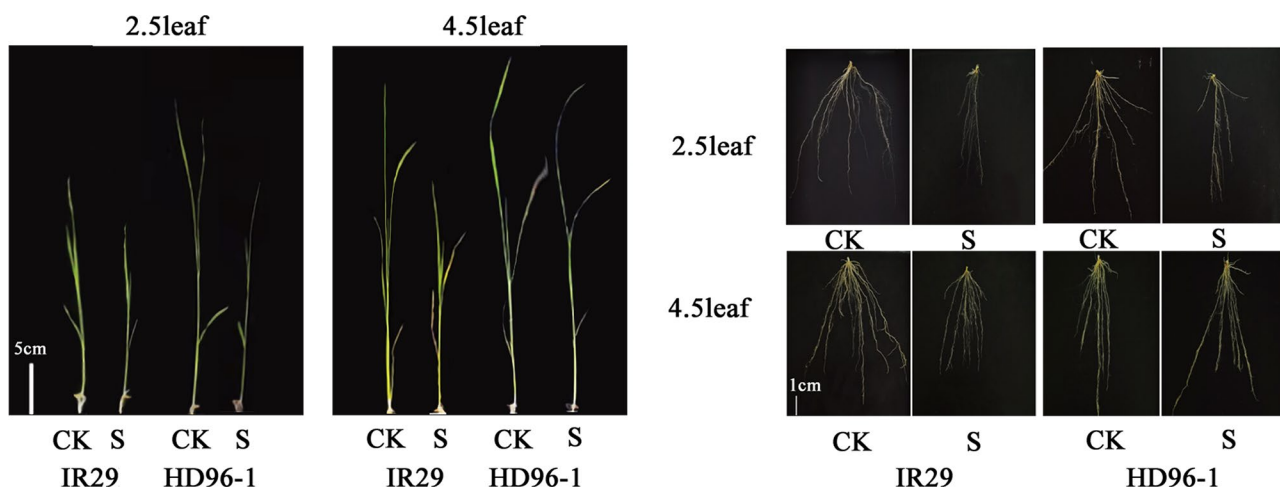 2.5leaf 4.5leaf
5cm
CK S CK S CK S CK S
IR29 HD96-1 IR29 HD96-1
2.5leaf
CK S CK S
4.5leaf
1cm
CK S CK S
IR29 HD96-1